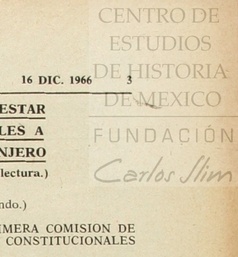 CENTRO DE
ESTUDIOS
DE HISTORIA
DE MEXICO
FUNDACIÓN
Carlos Slim
16 DIC. 1966 3
ESTAR
LES A
NJERO
lectura.)
ndo.)
IMERA COMISION DE
CONSTITUCIONALES